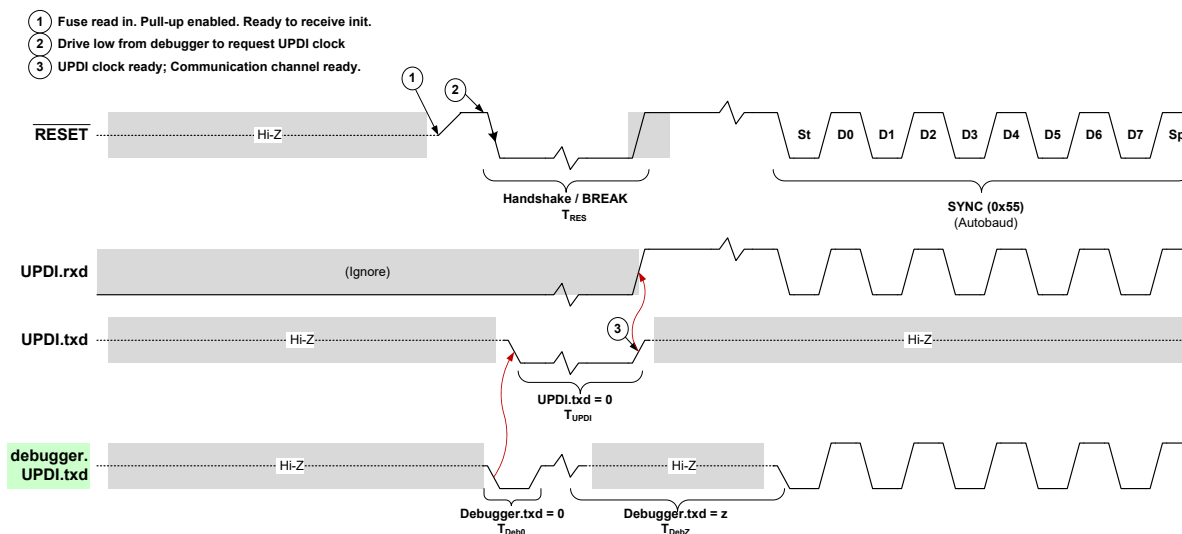 1 Fuse read in. Pull-up enabled. Ready to receive init.
2 Drive low from debugger to request UPDI clock
3 UPDI clock ready; Communication channel ready.
1
2
RESET
Hi-Z
St D0 D1 D2 D3 D4 D5 D6 D7 Sp
Handshake / BREAK
TRES
SYNC (0x55)
(Autobaud)
UPDI.rxd
(Ignore)
3
UPDI.txd
Hi-Z
Hi-Z
UPDI.txd = 0
TUPDI
debugger.
UPDI.txd
Hi-Z
Hi-Z
Debugger.txd = 0
TDeb0
Debugger.txd = z
TDebZ